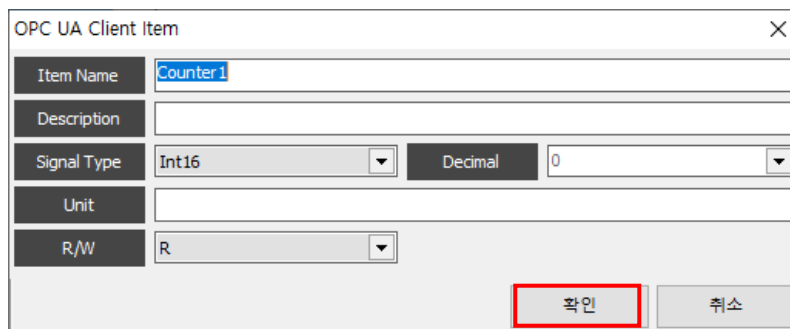 OPC UA Client Item
Item Name Counter1
Description
Signal Type Int16 Decimal 0
Unit
R/W R
확인 취소